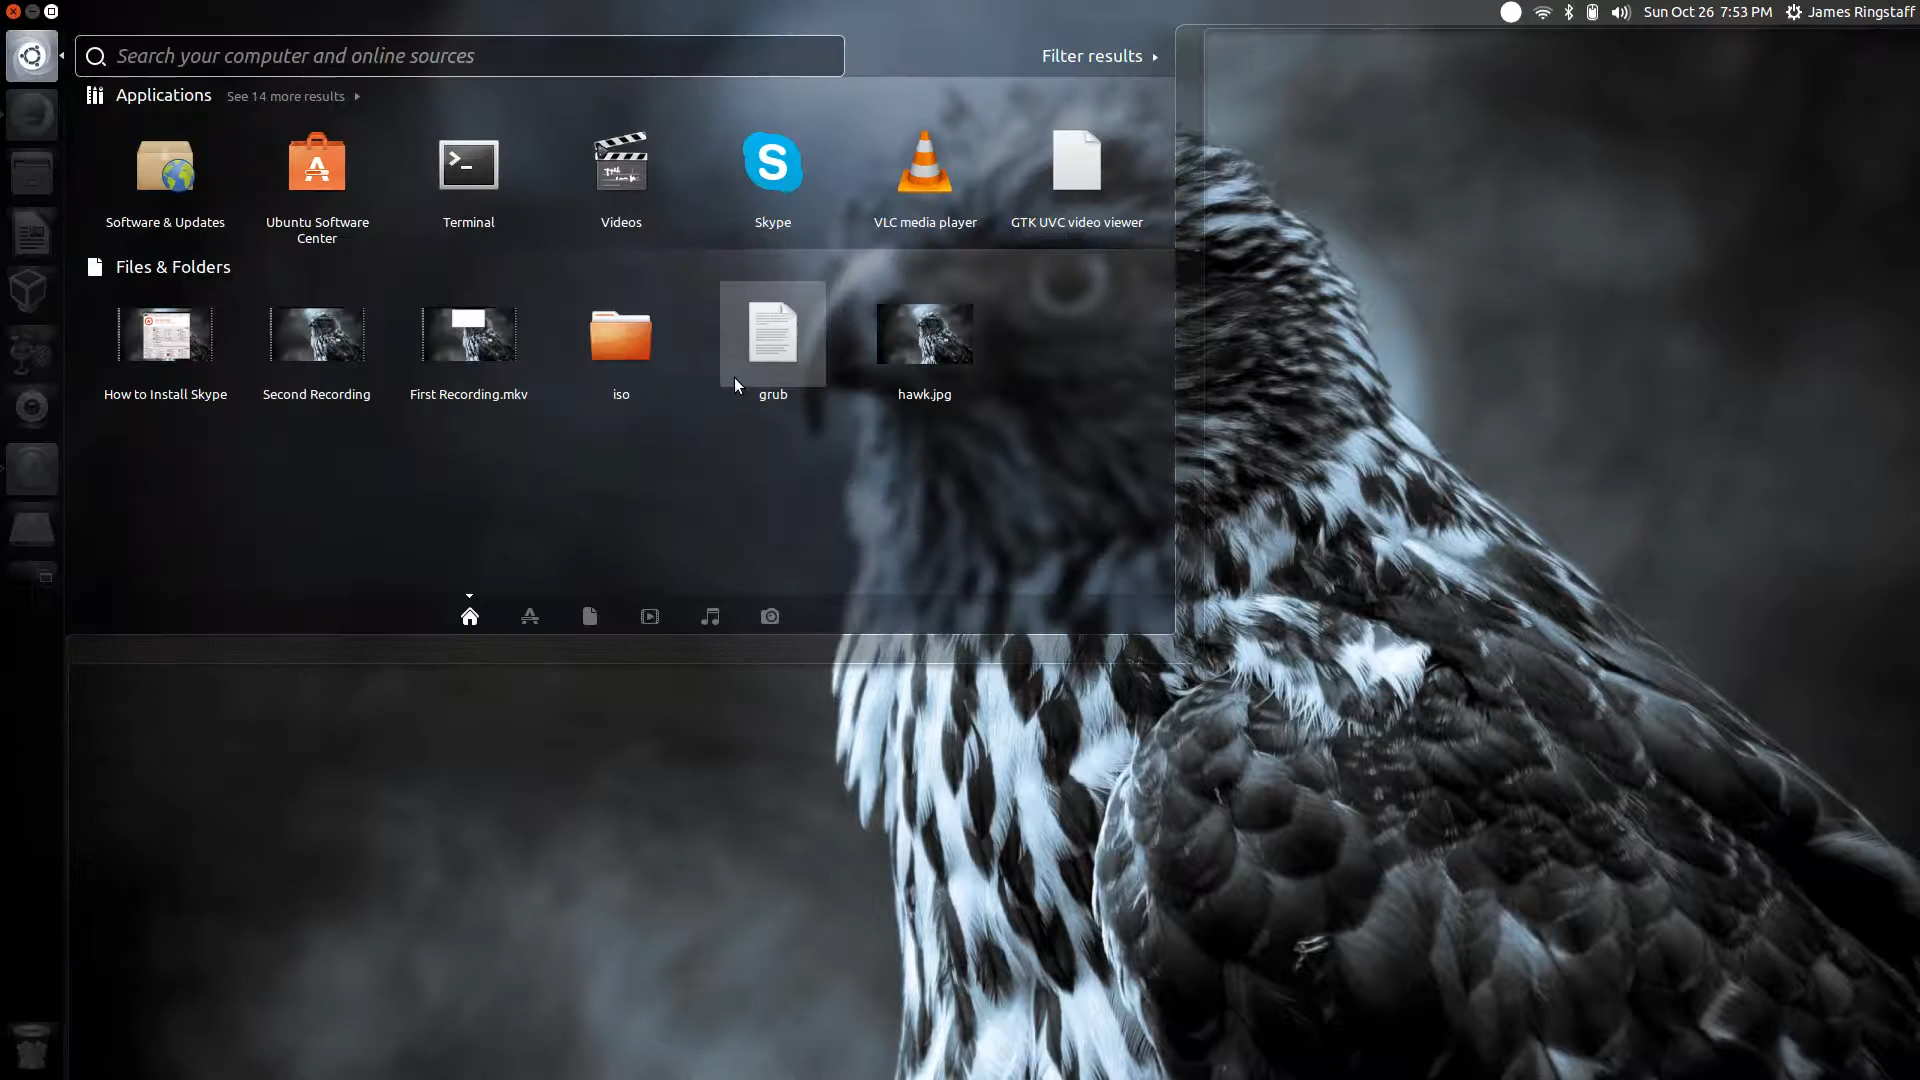 Sun Oct 26 7:53 PM James Ringstaff
Search your computer and online sources
Filter results
Applications See 14 more results
Software & Updates
Ubuntu Software
Center
Terminal
Videos
Skype
VLC media player
GTK UVC video viewer
Files & Folders
How to Install Skype
Second Recording
First Recording.mkv
iso
grub
hawk.jpg